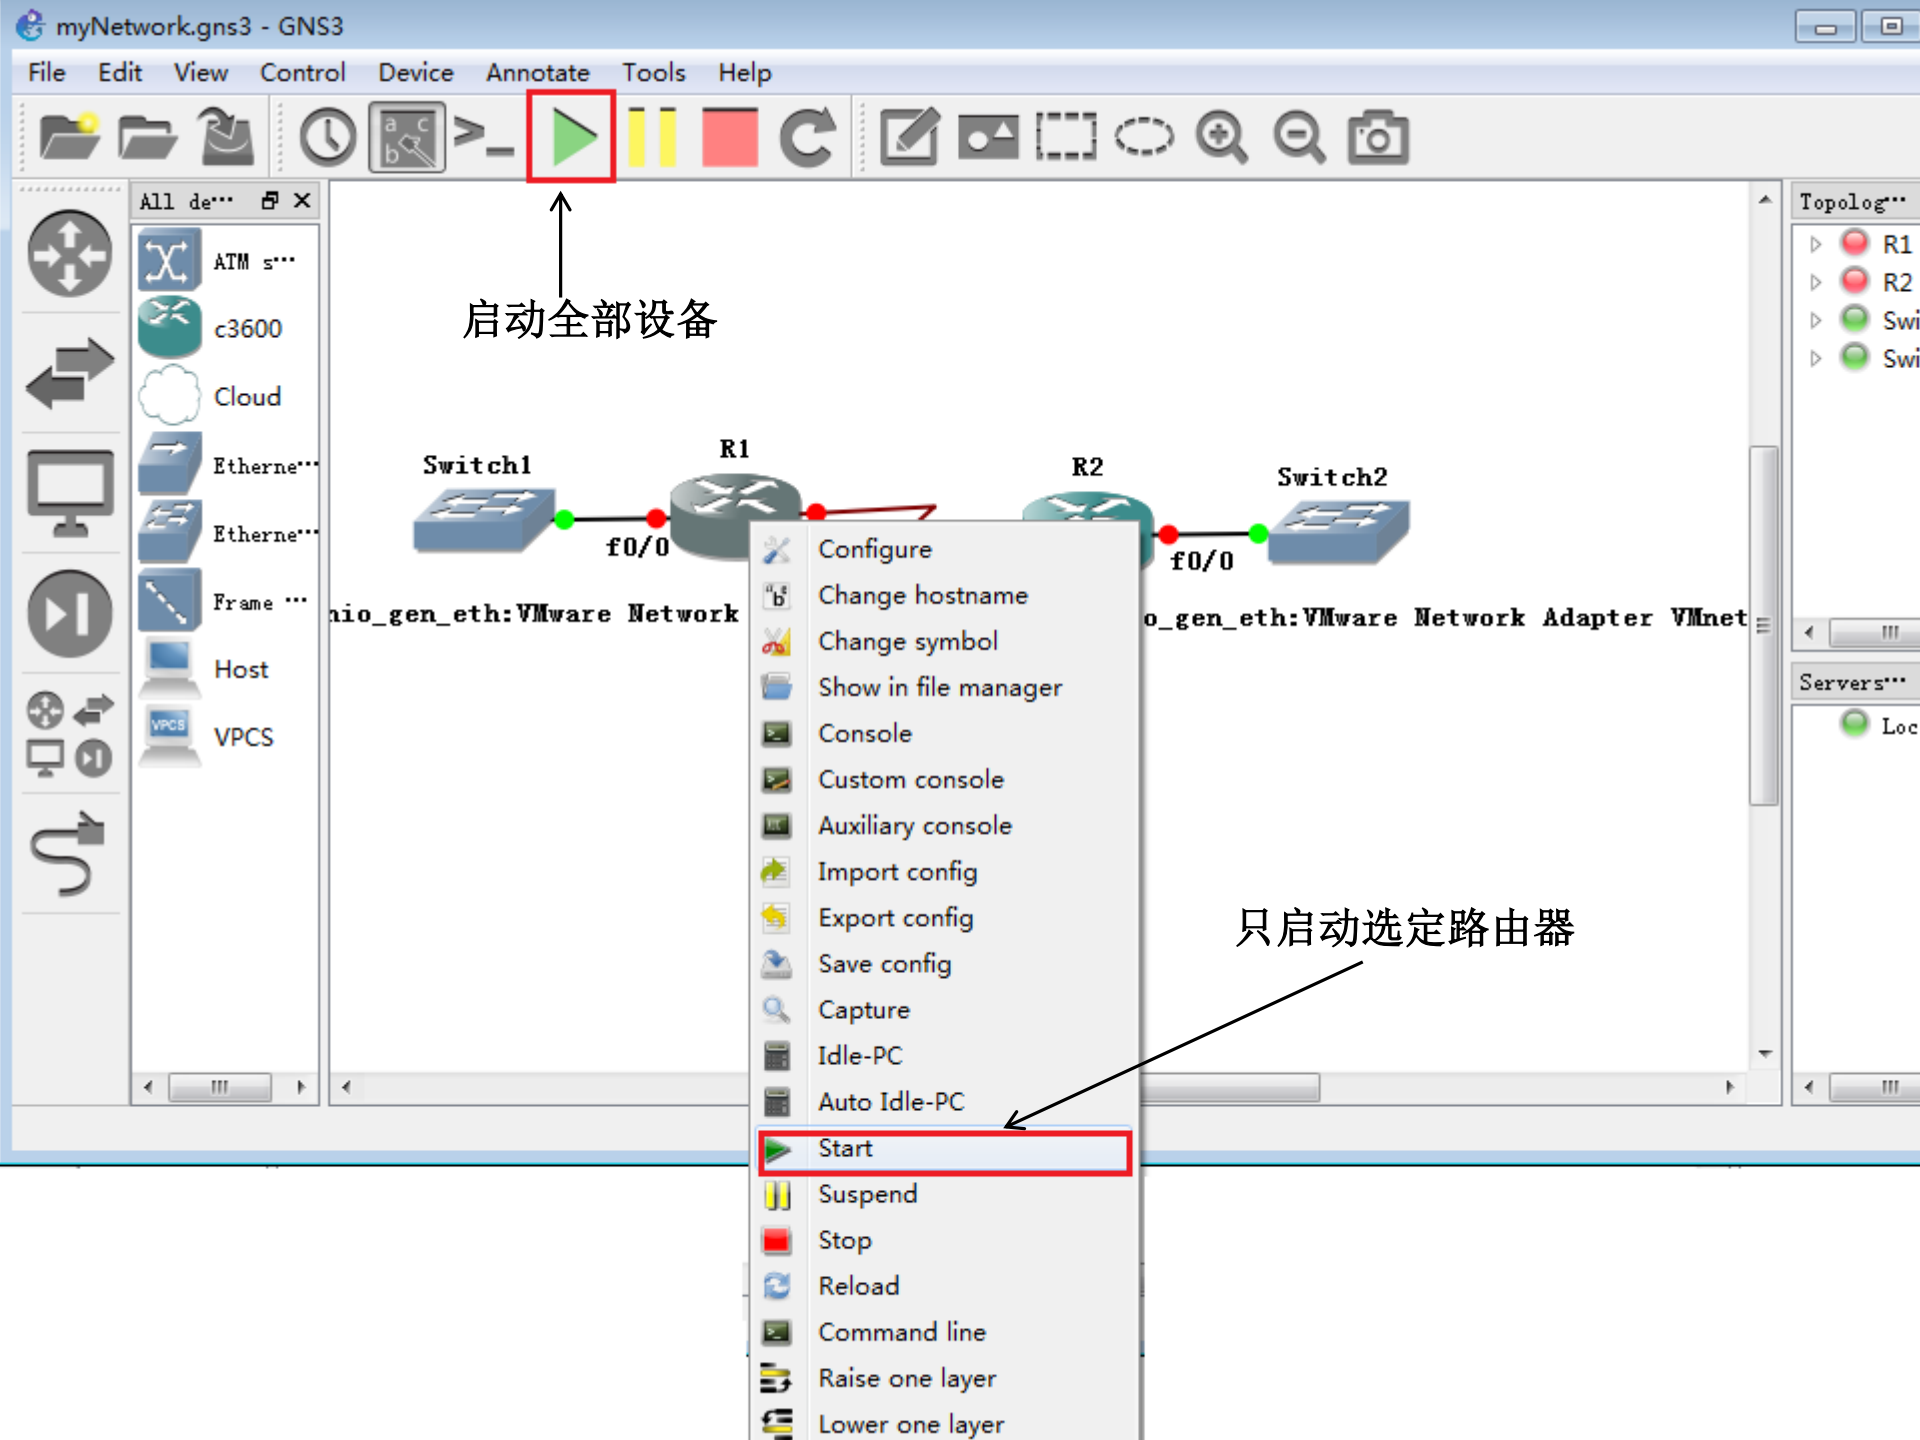 myNetwork.gns3 - GNS3
File Edit View Control Device Annotate Tools Help
All de…
ATM s…
c3600
Cloud
Etherne…
Etherne…
Frame …
Host
VPCS
VPCS
启动全部设备
Switch1
R1
R2
Switch2
f0/0
f0/0
nio_gen_eth:VMware Network
o_gen_eth:VMware Network Adapter VMnet
Configure
Change hostname
Change symbol
Show in file manager
Console
Custom console
Auxiliary console
Import config
Export config
Save config
Capture
Idle-PC
Auto Idle-PC
Start
Suspend
Stop
Reload
Command line
Raise one layer
Lower one layer
只启动选定路由器
Topolog…
R1
R2
Swi
Swi
Servers…
Loc